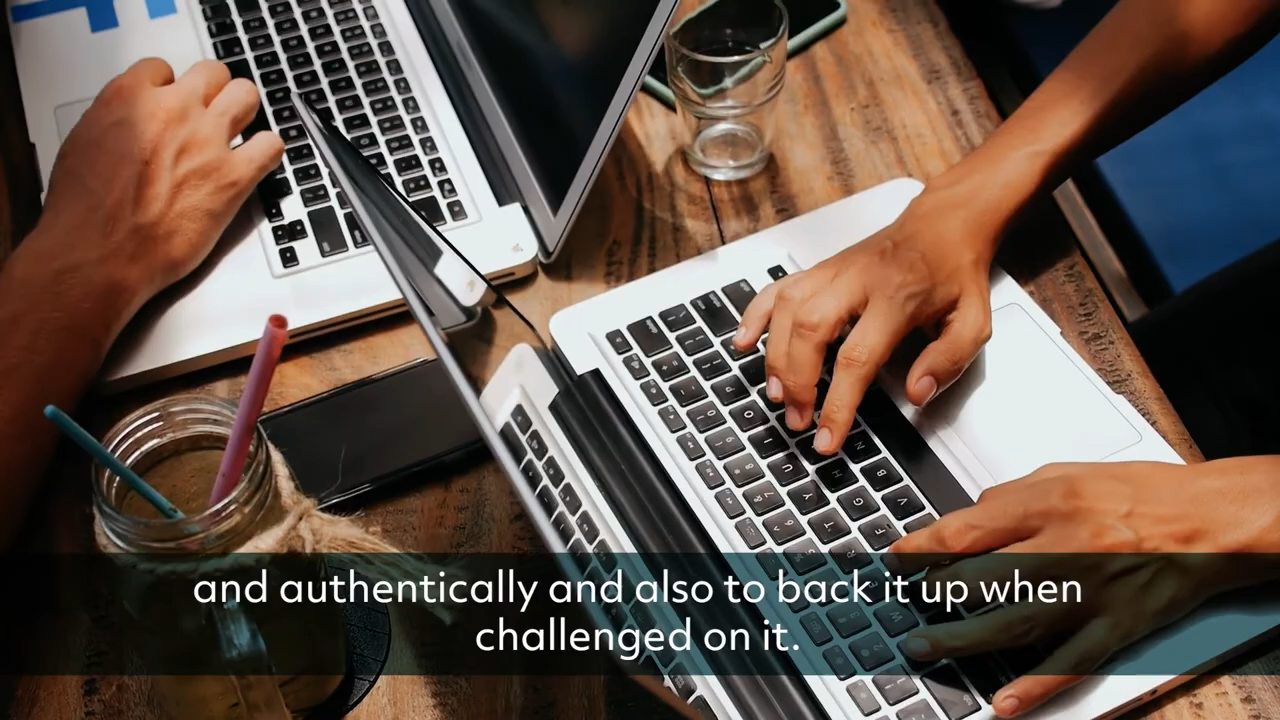 and authentically and also to back it up when
challenged on it.